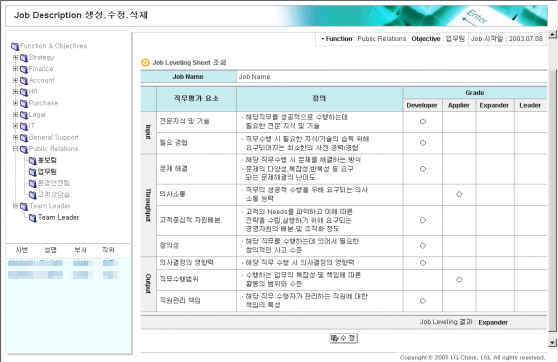 Job Description 생성.수정.삭제
Enter
• Function: Public Relations Objective : 업무팀 Job 시작일 : 2003.07.08
Function & Objectives
Strategy
Finance
Account
HR
Purchase
Legal
IT
General Support
Public Relations
홍보팀
업무팀
환경안전팀
고객상담실
Team Leader
Team Leader
사번 성명 부서 직위
Job Leveling Sheet 조회
Job Name Job Name
직무평가 요소 정의 Grade
Developer Applier Expander Leader
Input
전문지식 및 기술
- 해당직무를 성공적으로 수행하는데
필요한 전문 지식 및 기술
필요 경험
- 직무수행 시 필요한 지식/기술의 습득 위해
요구되어지는 최소한의 사전 경력/경험
Throughput
문제 해결
- 해당 직무수행 시 문제를 해결하는 방식
- 문제의 다양성,복잡성,반복성 등 요구
되는 문제해결의 난이도
의사소통
- 직무의 성공적 수행을 위해 요구되는 의사
소통 능력
고객중심적 자원배분
- 고객의 Needs를 파악하고 이에 따른
전략을 수립,실행하기 위해 요구되는
경영자원의 배분 및 조직화 정도
창의성
- 해당 직무를 수행하는데 있어서 필요한
창의적인 사고 수준
Output
의사결정의 영향력
- 해당 직무 수행 시 의사결정의 영향력
직무수행범위
- 수행하는 업무의 복잡성 및 책임에 따른
활동의 범위와 수준
직원관리 책임
- 해당 직무 수행자가 관리하는 직원에 대한
책임의 특성
Job Leveling 결과 Expander
수 정
Copyright © 2000 LG Chem, Ltd. All rights reserved.